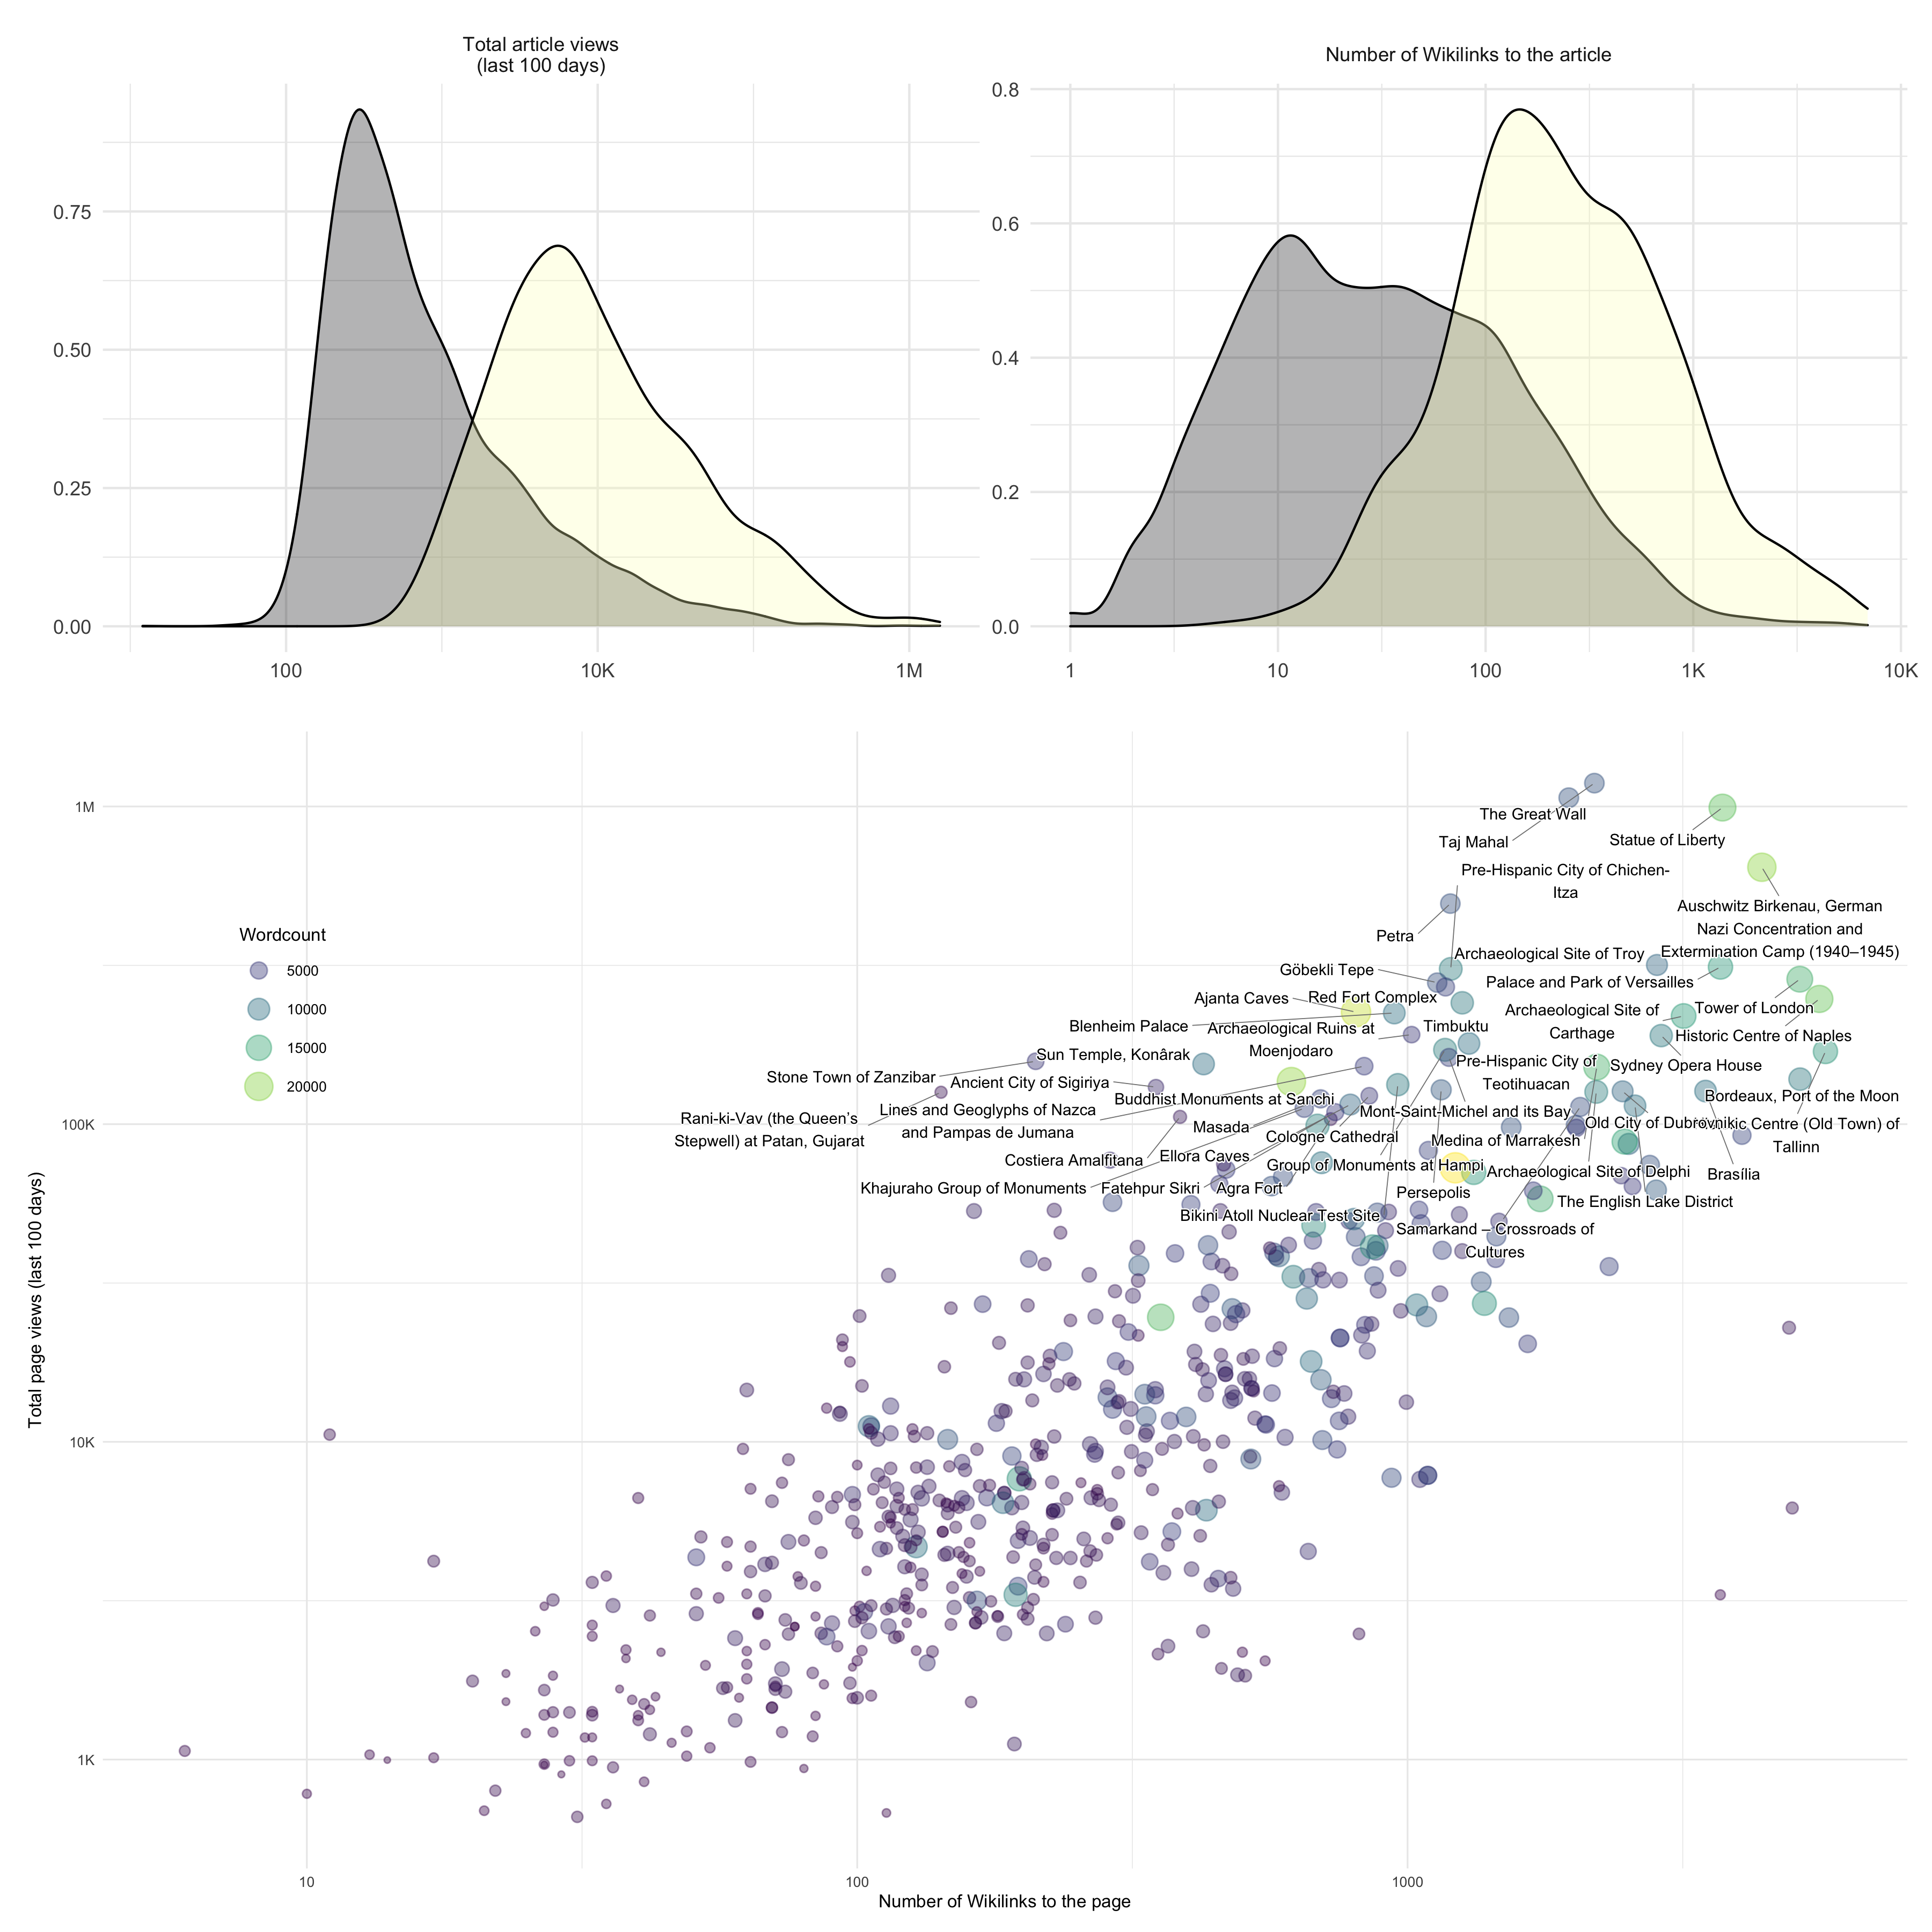 Total article views
(last 100 days)
Number of Wikilinks to the article
0.75
0.50
0.25
0.00
100
10K
1M
0.8
0.6
0.4
0.2
0.0
1
10
100
1K
10K
Total page views (last 100 days)
1M
100K
10K
1K
Wordcount
5000
10000
15000
20000
The Great Wall
Taj Mahal
Statue of Liberty
Pre-Hispanic City of Chichen-
Itza
Auschwitz Birkenau, German
Nazi Concentration and
Extermination Camp (1940–1945)
Petra
Archaeological Site of Troy
Göbekli Tepe
Palace and Park of Versailles
Ajanta Caves
Red Fort Complex
Tower of London
Archaeological Site of
Carthage
Blenheim Palace
Archaeological Ruins at
Moenjodaro
Timbuktu
Historic Centre of Naples
Sun Temple, Konârak
Pre-Hispanic City of
Teotihuacan
Sydney Opera House
Stone Town of Zanzibar
Ancient City of Sigiriya
Buddhist Monuments at Sanchi
Bordeaux, Port of the Moon
Rani-ki-Vav (the Queen’s
Stepwell) at Patan, Gujarat
Lines and Geoglyphs of Nazca
and Pampas de Jumana
Mont-Saint-Michel and its Bay
Masada
Old City of Dubrovnik
Centre (Old Town) of
Tallinn
Cologne Cathedral
Medina of Marrakesh
Costiera Amalfitana
Ellora Caves
Group of Monuments at Hampi
Archaeological Site of Delphi
Brasília
Khajuraho Group of Monuments
Fatehpur Sikri
Agra Fort
Persepolis
The English Lake District
Bikini Atoll Nuclear Test Site
Samarkand – Crossroads of
Cultures
10
100
1000
Number of Wikilinks to the page